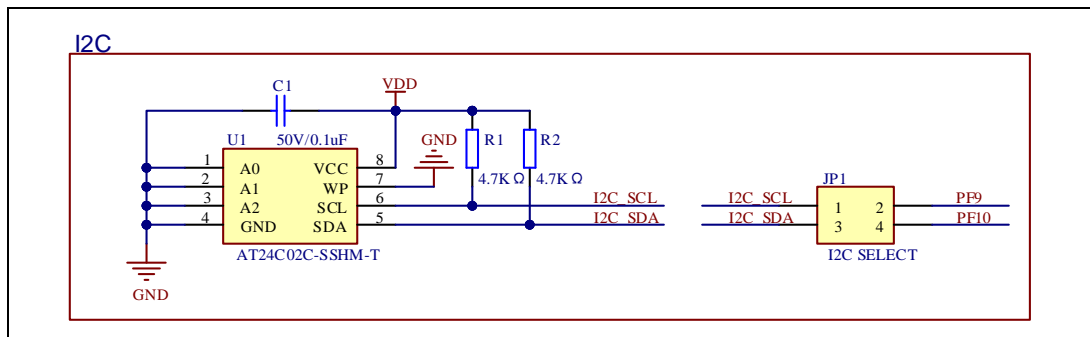 I2C
C1
VDD
U1
50V/0.1uF
GND
R1
R2
1
A0
VCC
8
2
A1
WP
7
4.7K Ω
4.7K Ω
3
A2
SCL
6
I2C_SCL
4
GND
SDA
5
I2C_SDA
AT24C02C-SSHM-T
GND
JP1
I2C_SCL
1
2
PF9
I2C_SDA
3
4
PF10
I2C SELECT